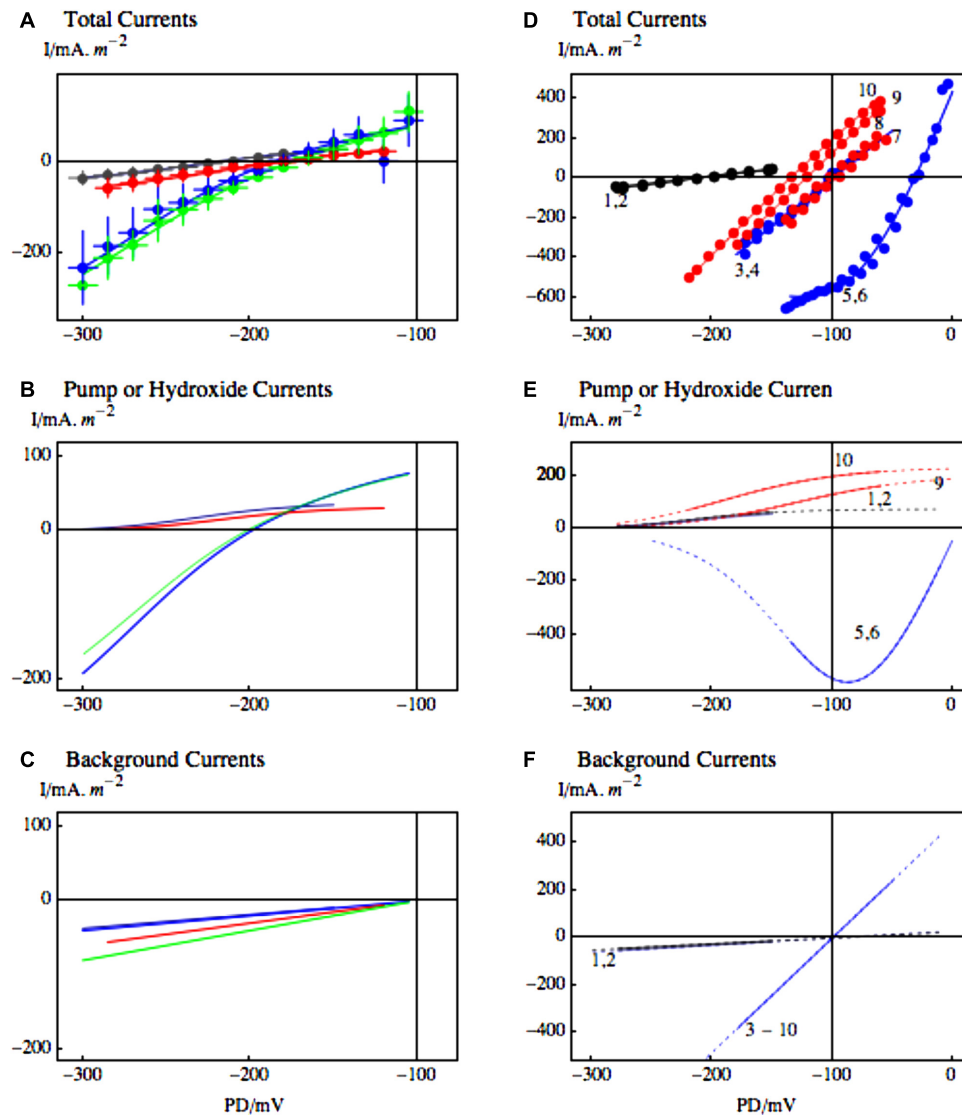 A Total Currents
I/mA. m−2
0
−200
−300 −200 −100
B Pump or Hydroxide Currents
I/mA. m−2
100
0
−200
−300 −200 −100
C Background Currents
I/mA. m−2
100
0
−200
−300 −200 −100
PD/mV
D Total Currents
I/mA. m−2
400
200
0
−200
−400
−600
10 9
8
7
1,2
3,4
5,6
−300 −200 −100 0
E Pump or Hydroxide Curren
I/mA. m−2
200
0
−200
−400
10
1,2 9
5,6
−300 −200 −100 0
F Background Currents
I/mA. m−2
400
200
0
−200
−400
1,2
3 − 10
−300 −200 −100 0
PD/mV